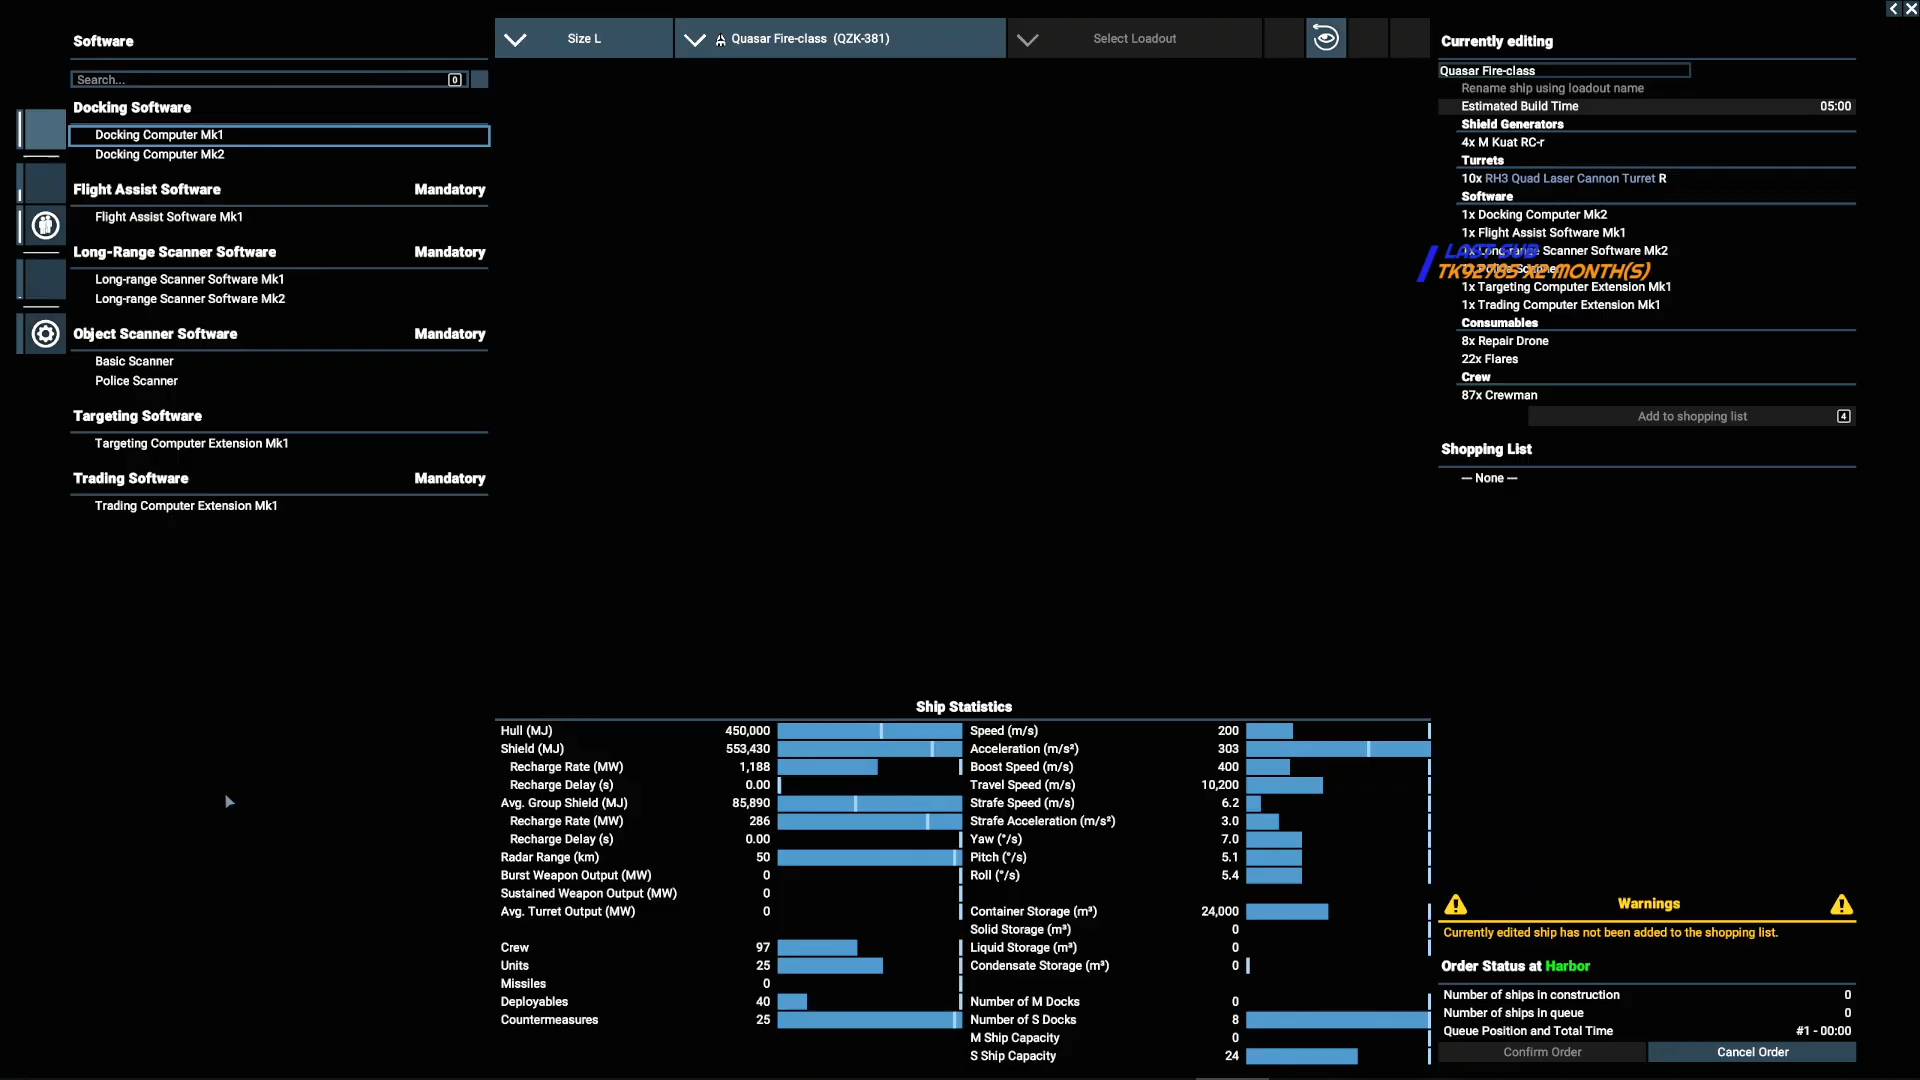 Software
Search...
0
Docking Software
Docking Computer Mk1
Docking Computer Mk2
Flight Assist Software Mandatory
Flight Assist Software Mk1
Long-Range Scanner Software Mandatory
Long-range Scanner Software Mk1
Long-range Scanner Software Mk2
Object Scanner Software Mandatory
Basic Scanner
Police Scanner
Targeting Software
Targeting Computer Extension Mk1
Trading Software Mandatory
Trading Computer Extension Mk1
Size L
Quasar Fire-class (QZK-381)
Select Loadout
Ship Statistics
Hull (MJ) 450,000
Shield (MJ) 553,430
Recharge Rate (MW) 1,188
Recharge Delay (s) 0.00
Avg. Group Shield (MJ) 85,890
Recharge Rate (MW) 286
Recharge Delay (s) 0.00
Radar Range (km) 50
Burst Weapon Output (MW) 0
Sustained Weapon Output (MW) 0
Avg. Turret Output (MW) 0
Crew 97
Units 25
Missiles 0
Deployables 40
Countermeasures 25
Speed (m/s) 200
Acceleration (m/s²) 303
Boost Speed (m/s) 400
Travel Speed (m/s) 10,200
Strafe Speed (m/s) 6.2
Strafe Acceleration (m/s²) 3.0
Yaw (°/s) 7.0
Pitch (°/s) 5.1
Roll (°/s) 5.4
Container Storage (m³) 24,000
Solid Storage (m³) 0
Liquid Storage (m³) 0
Condensate Storage (m³) 0
Number of M Docks 0
Number of S Docks 8
M Ship Capacity 0
S Ship Capacity 24
Currently editing
Quasar Fire-class
Rename ship using loadout name
Estimated Build Time 05:00
Shield Generators
4x M Kuat RC-r
Turrets
10x RH3 Quad Laser Cannon Turret R
Software
1x Docking Computer Mk2
1x Flight Assist Software Mk1
1x Long-range Scanner Software Mk2
LAST SUB
TK92785 X2 MONTH(S)
1x Targeting Computer Extension Mk1
1x Trading Computer Extension Mk1
Consumables
8x Repair Drone
22x Flares
Crew
87x Crewman
Add to shopping list 4
Shopping List
— None —
Warnings
Currently edited ship has not been added to the shopping list.
Order Status at Harbor
Number of ships in construction 0
Number of ships in queue 0
Queue Position and Total Time #1 - 00:00
Confirm Order
Cancel Order